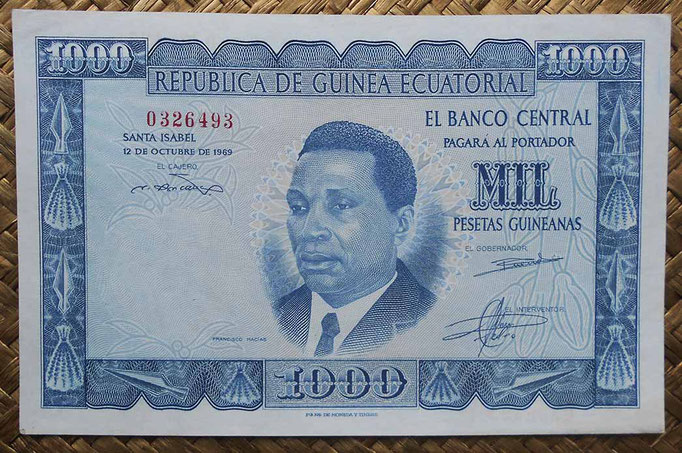 1000 1000
REPUBLICA DE GUINEA ECUATORIAL
0326493
SANTA ISABEL
12 DE OCTUBRE DE 1969
EL CAJERO,
EL BANCO CENTRAL
PAGARÁ AL PORTADOR
MIL
PESETAS GUINEANAS
EL GOBERNADOR,
EL INTERVENTOR,
FRANCISCO MACIAS
1000